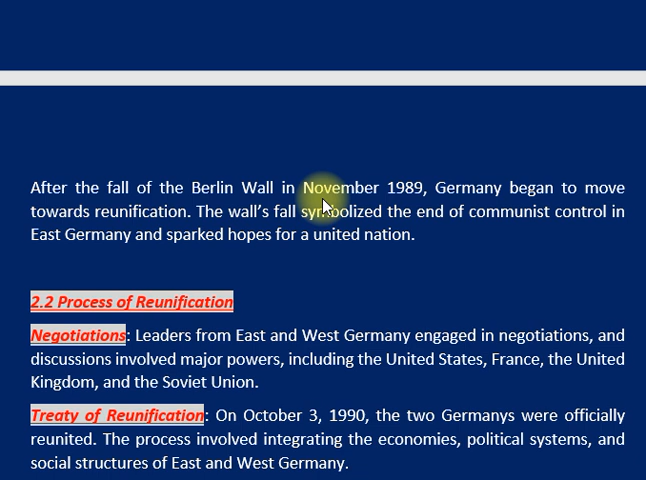 After the fall of the Berlin Wall in November 1989, Germany began to move
towards reunification. The wall's fall symbolized the end of communist control in
East Germany and sparked hopes for a united nation.
2.2 Process of Reunification
Negotiations: Leaders from East and West Germany engaged in negotiations, and
discussions involved major powers, including the United States, France, the United
Kingdom, and the Soviet Union.
Treaty of Reunification: On October 3, 1990, the two Germanys were officially
reunited. The process involved integrating the economies, political systems, and
social structures of East and West Germany.